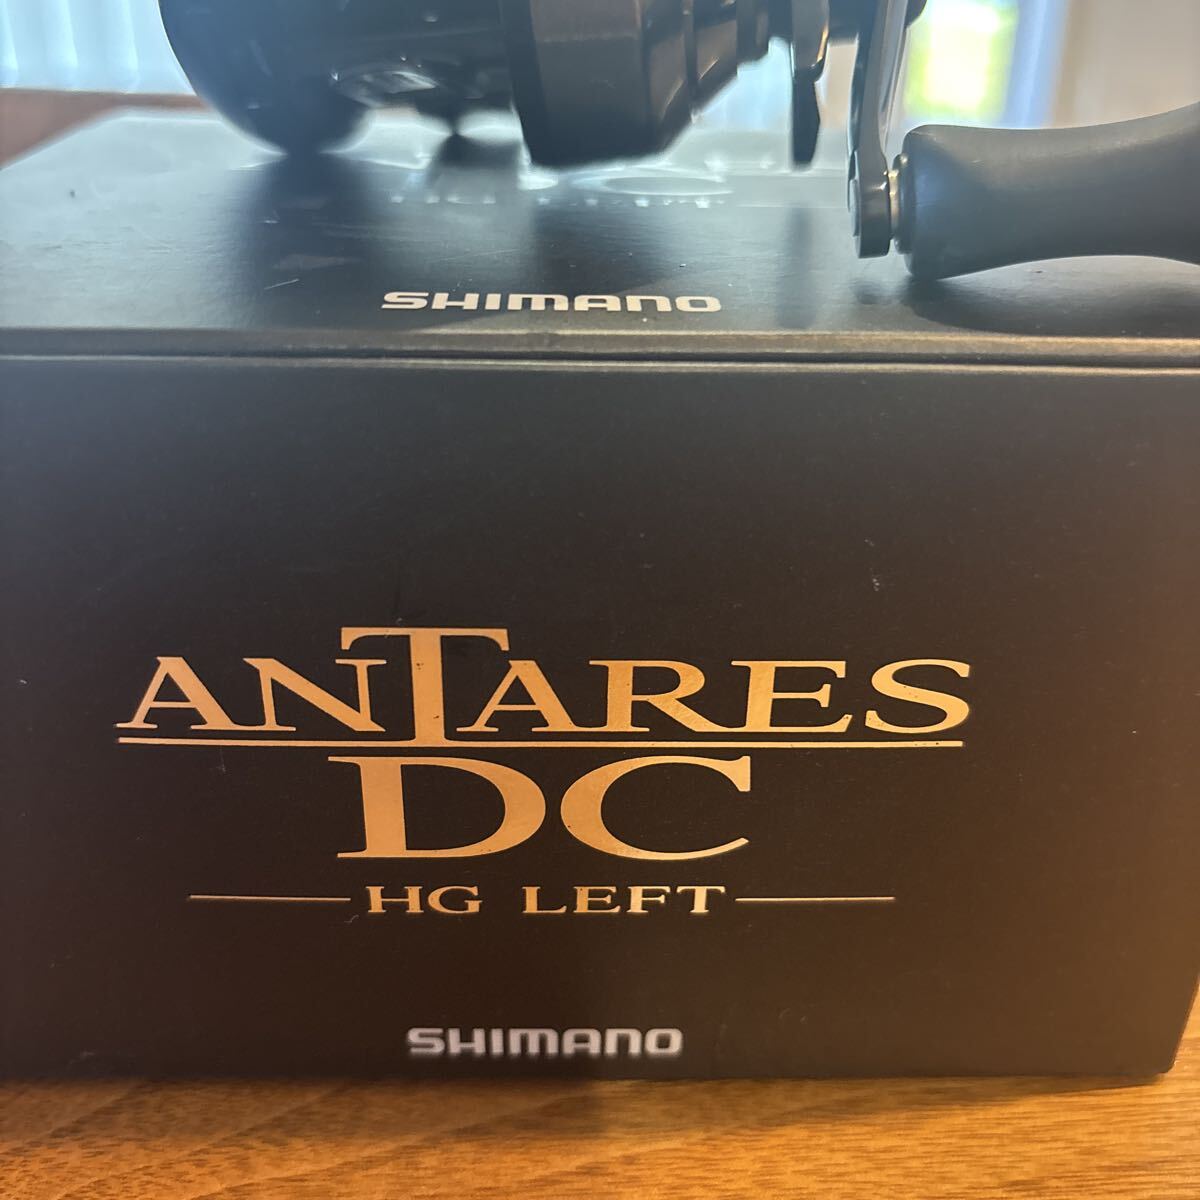 SHIMANO
ANTARES
DC
HG LEFT
SHIMANO